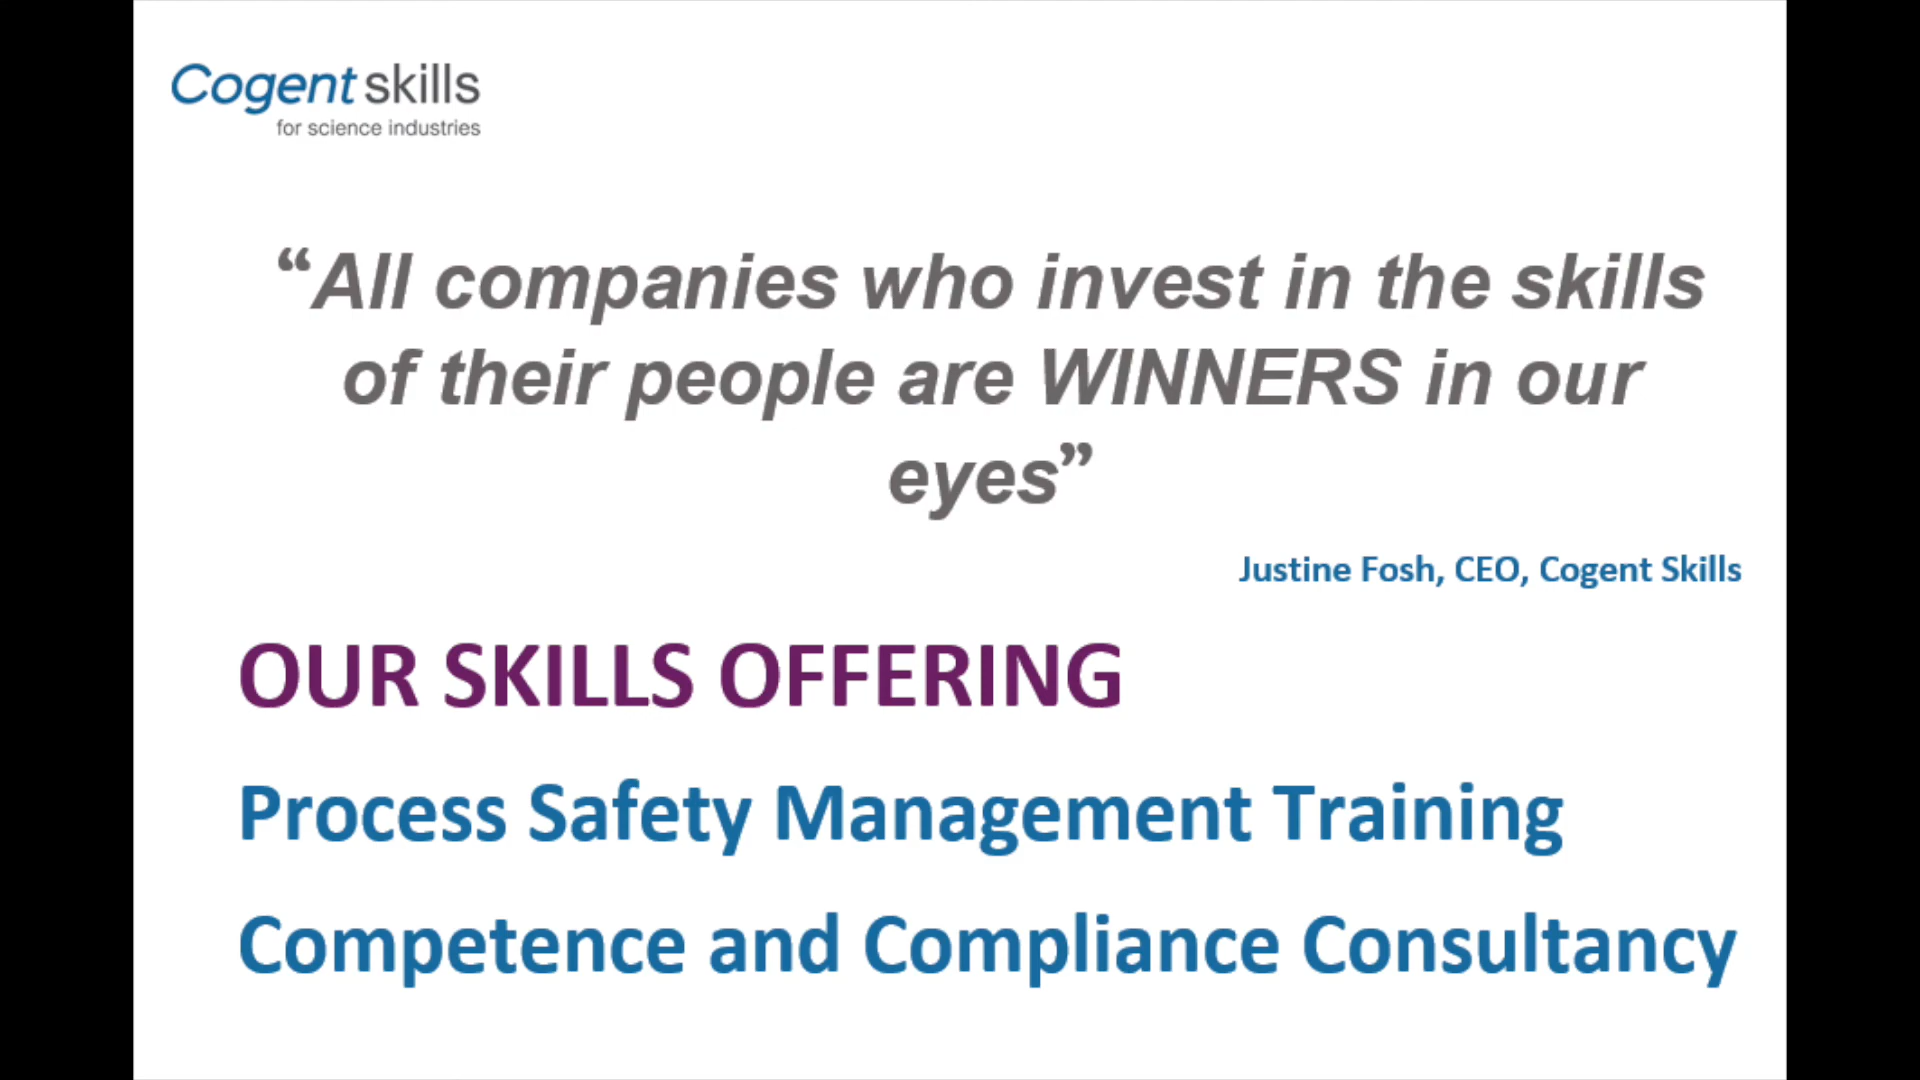 Cogent skills
for science industries
“All companies who invest in the skills
of their people are WINNERS in our
eyes”
Justine Fosh, CEO, Cogent Skills
OUR SKILLS OFFERING
Process Safety Management Training
Competence and Compliance Consultancy